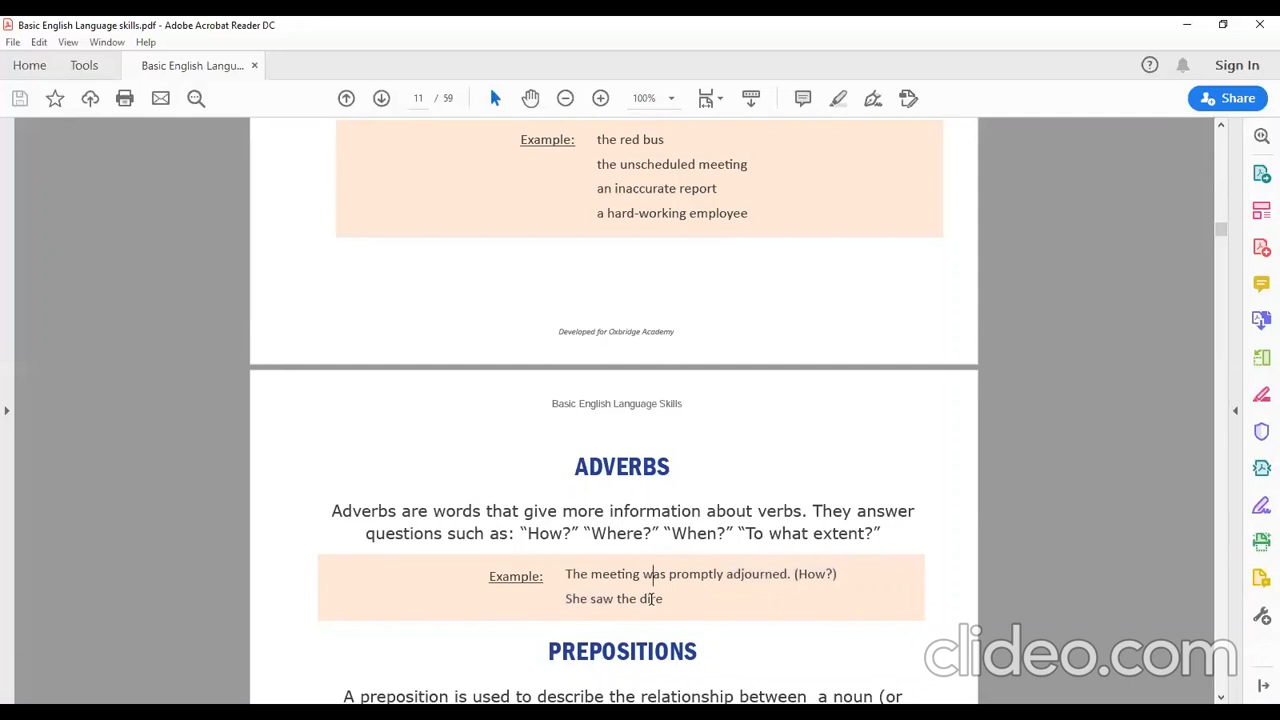 Basic English Language skills.pdf - Adobe Acrobat Reader DC
File Edit View Window Help
Home Tools Basic English Langu... × Sign In
11 / 59 100% Share
Example: the red bus
the unscheduled meeting
an inaccurate report
a hard-working employee
Developed for Oxbridge Academy
Basic English Language Skills
ADVERBS
Adverbs are words that give more information about verbs. They answer
questions such as: “How?” “Where?” “When?” “To what extent?”
Example: The meeting was promptly adjourned. (How?)
She saw the dire
PREPOSITIONS
clideo.com
A preposition is used to describe the relationship between a noun (or